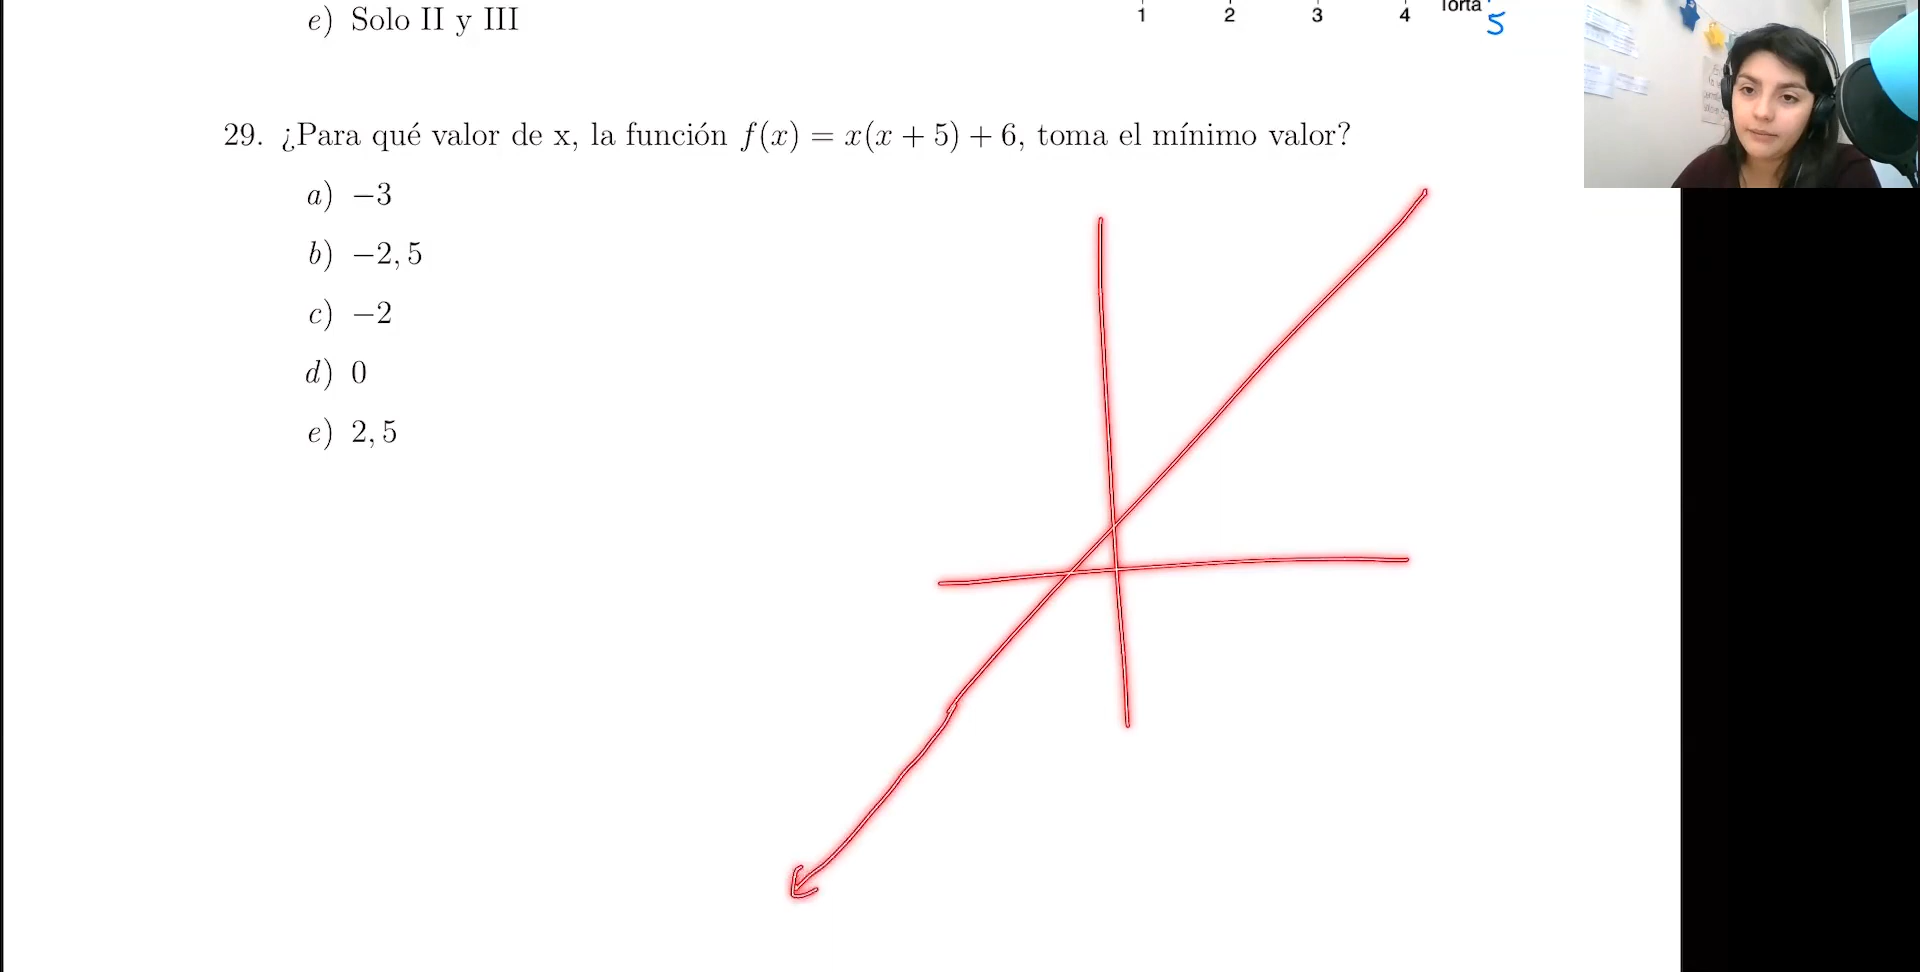 e) Solo II y III
1 2 3 4 Torta
5
29. ¿Para qué valor de x, la función f(x) = x(x + 5) + 6, toma el mínimo valor?
a) −3
b) −2, 5
c) −2
d) 0
e) 2, 5